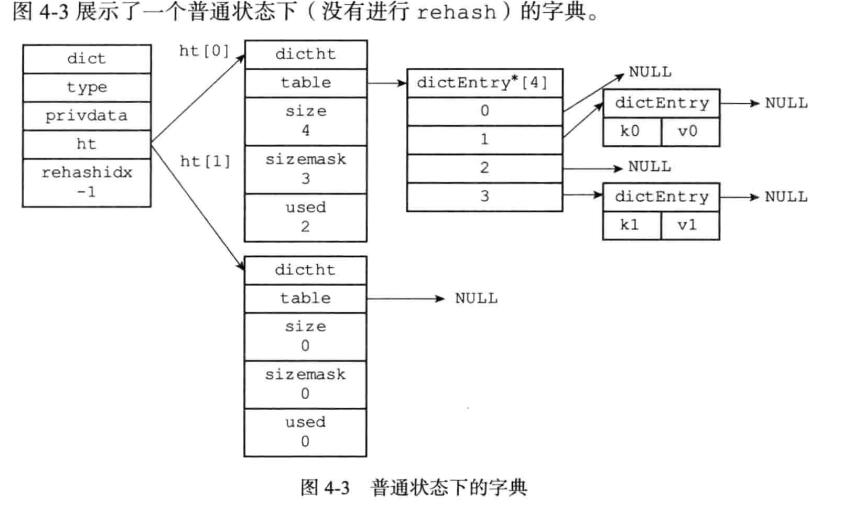 图 4-3 展示了一个普通状态下（没有进行 rehash）的字典。
dict
type
privdata
ht
rehashidx
-1
ht[0]
ht[1]
dictht
table
size
4
sizemask
3
used
2
dictEntry*[4]
0
1
2
3
NULL
dictEntry
k0
v0
NULL
NULL
dictEntry
k1
v1
NULL
dictht
table
size
0
sizemask
0
used
0
NULL
图 4-3 普通状态下的字典